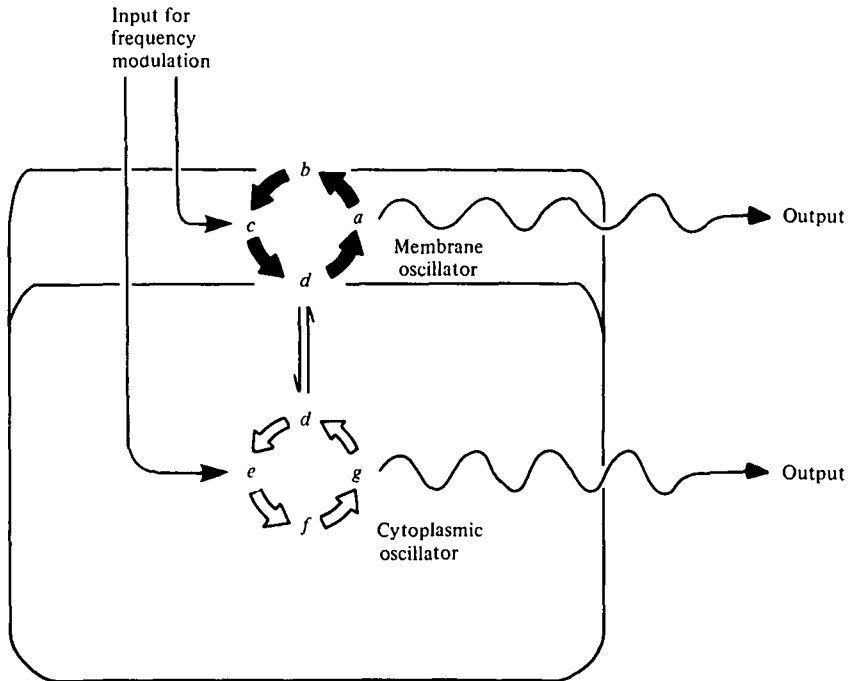 Input for
frequency
modulation
b
c
a
Output
Membrane
oscillator
d
d
e
g
Output
f
Cytoplasmic
oscillator